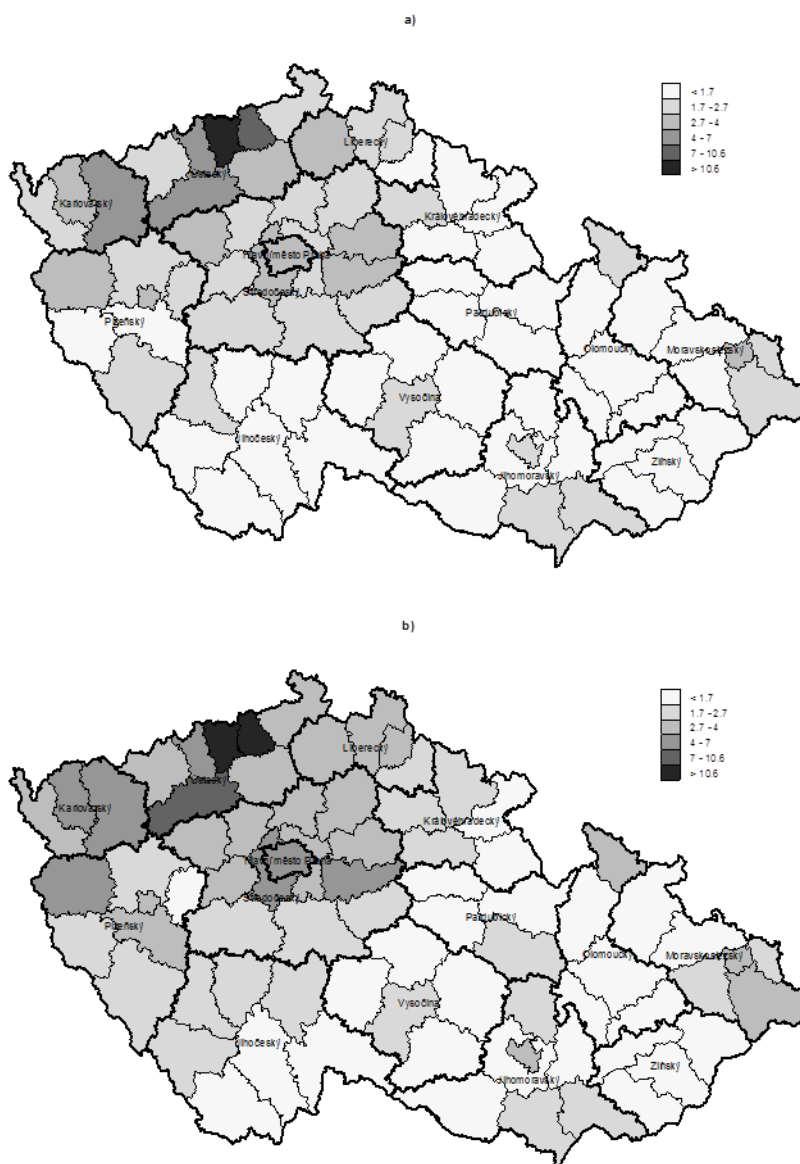 a)
< 1.7
1.7 - 2.7
2.7 - 4
4 - 7
7 - 10.6
> 10.6
Liberecký
Ústecký
Karlovarský
Královéhradecký
Hlavní město Praha
Středočeský
Pardubický
Plzeňský
Olomoucký
Moravskoslezský
Vysočina
Jihočeský
Zlínský
Jihomoravský
b)
< 1.7
1.7 - 2.7
2.7 - 4
4 - 7
7 - 10.6
> 10.6
Liberecký
Ústecký
Karlovarský
Královéhradecký
Hlavní město Praha
Středočeský
Pardubický
Plzeňský
Olomoucký
Moravskoslezský
Vysočina
Jihočeský
Zlínský
Jihomoravský